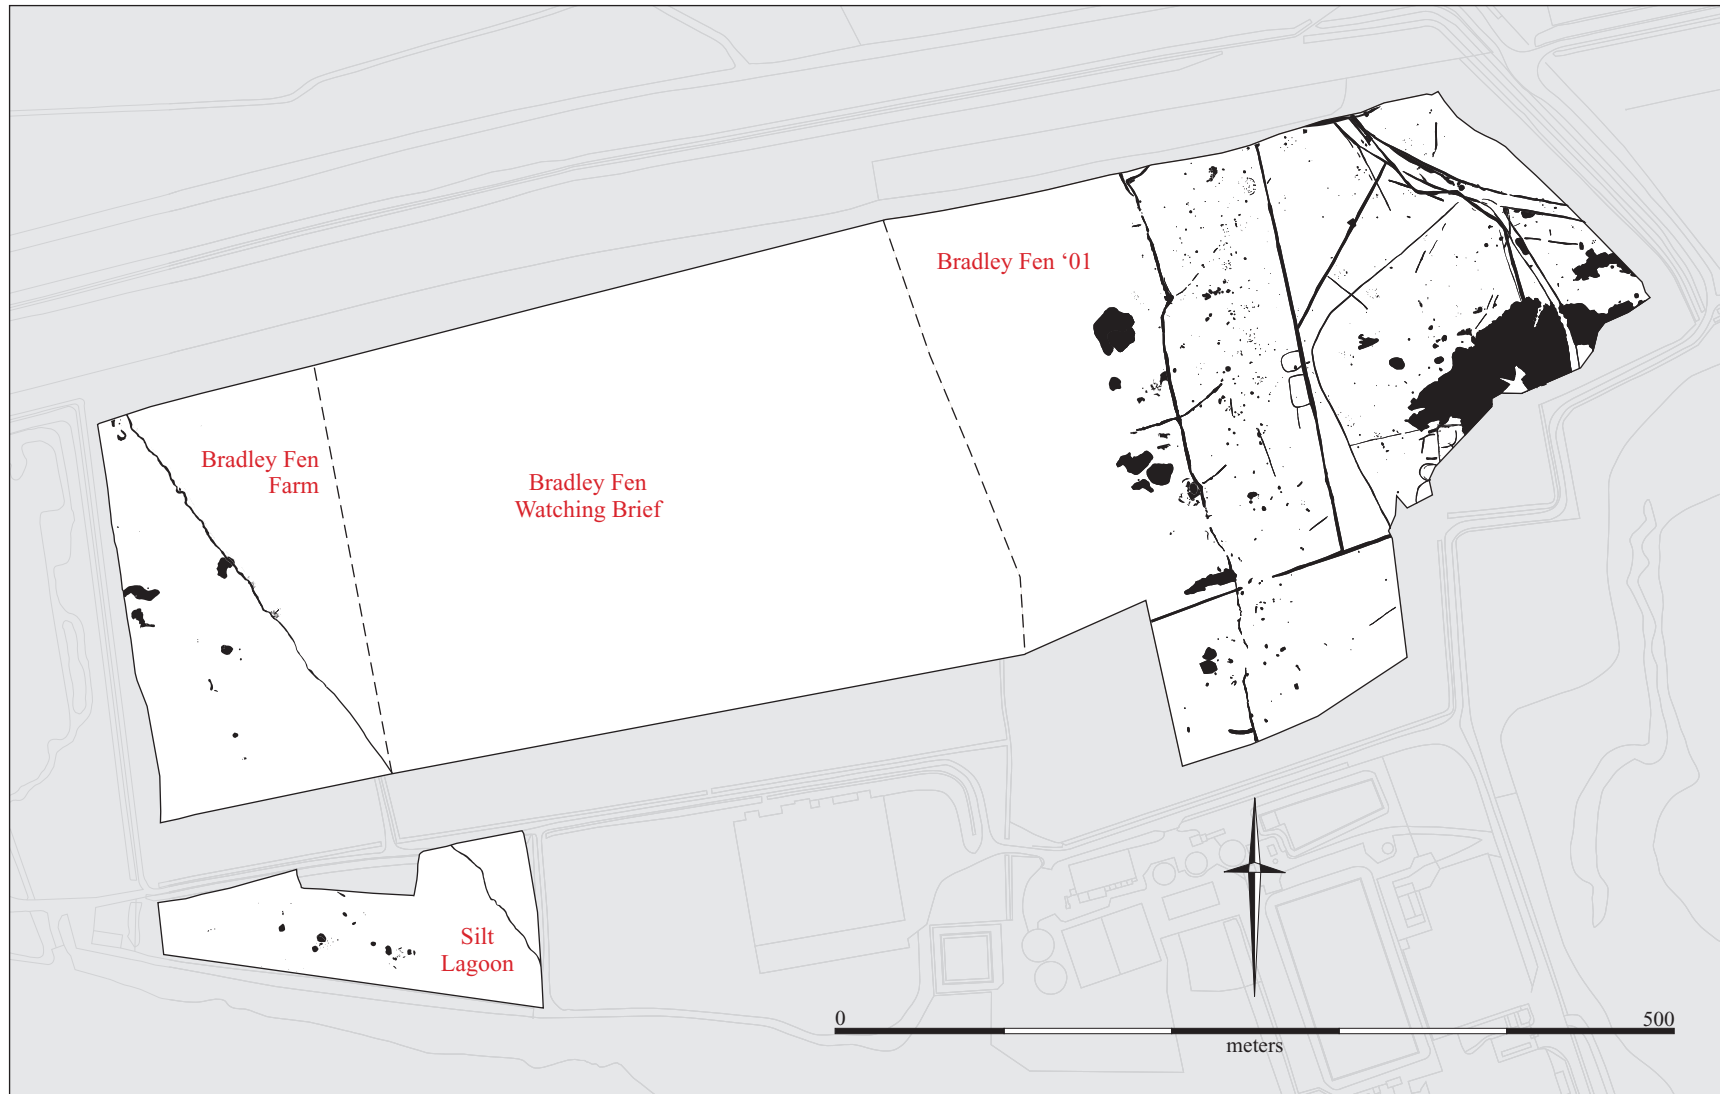 Bradley Fen ‘01
Bradley Fen
Farm
Bradley Fen
Watching Brief
Silt
Lagoon
0
500
meters